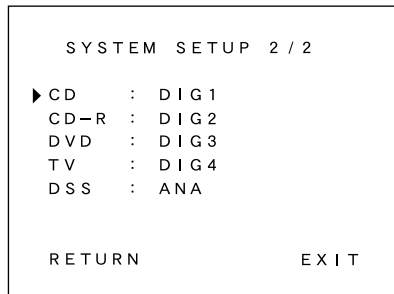 SYSTEM SETUP 2/2
CD : DIG1
CD-R : DIG2
DVD : DIG3
TV : DIG4
DSS : ANA
RETURN EXIT